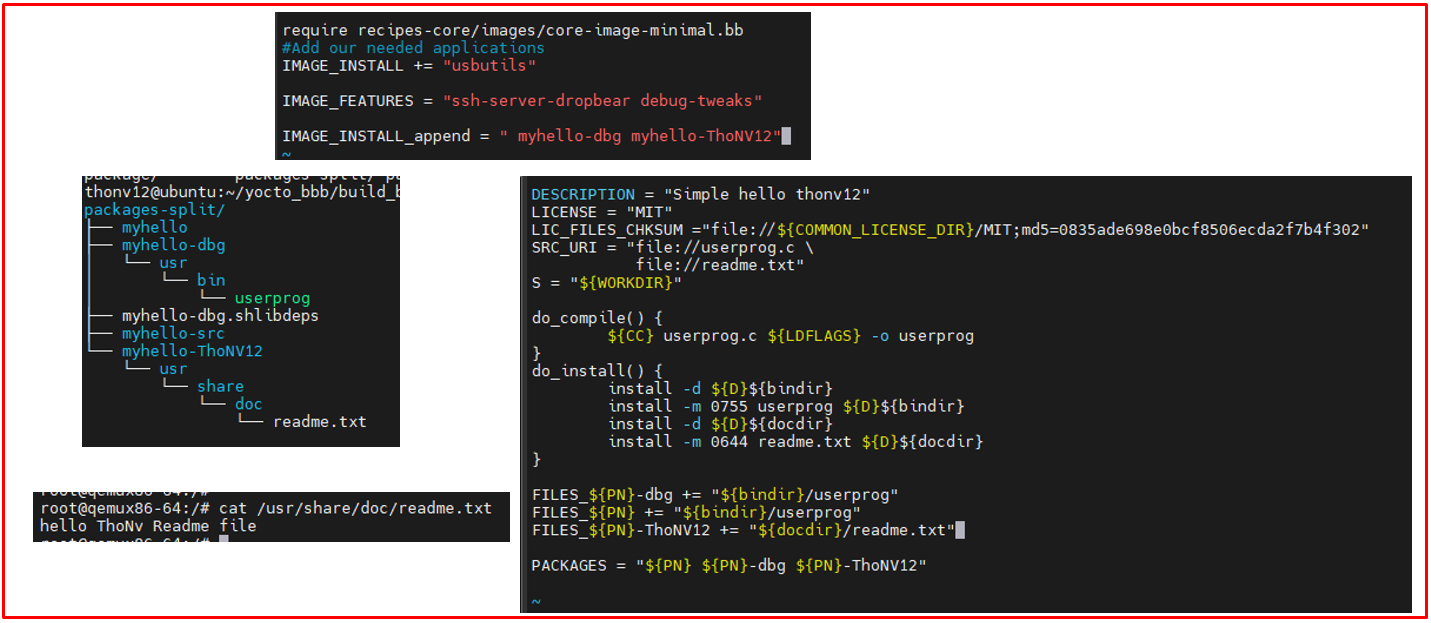 require recipes-core/images/core-image-minimal.bb
#Add our needed applications
IMAGE_INSTALL += "usbutils"
IMAGE_FEATURES = "ssh-server-dropbear debug-tweaks"
IMAGE_INSTALL_append = " myhello-dbg myhello-ThoNV12"
~
thonv12@ubuntu:~/yocto_bbb/build_b
packages-split/
├── myhello
├── myhello-dbg
│   └── usr
│       └── bin
│           └── userprog
├── myhello-dbg.shlibdeps
├── myhello-src
└── myhello-ThoNV12
    └── usr
        └── share
            └── doc
                └── readme.txt
root@qemux86-64:/#
root@qemux86-64:/# cat /usr/share/doc/readme.txt
hello ThoNv Readme file
root@qemux86-64:/#
DESCRIPTION = "Simple hello thonv12"
LICENSE = "MIT"
LIC_FILES_CHKSUM ="file://${COMMON_LICENSE_DIR}/MIT;md5=0835ade698e0bcf8506ecda2f7b4f302"
SRC_URI = "file://userprog.c \
           file://readme.txt"
S = "${WORKDIR}"
do_compile() {
        ${CC} userprog.c ${LDFLAGS} -o userprog
}
do_install() {
        install -d ${D}${bindir}
        install -m 0755 userprog ${D}${bindir}
        install -d ${D}${docdir}
        install -m 0644 readme.txt ${D}${docdir}
}
FILES_${PN}-dbg += "${bindir}/userprog"
FILES_${PN} += "${bindir}/userprog"
FILES_${PN}-ThoNV12 += "${docdir}/readme.txt"
PACKAGES = "${PN} ${PN}-dbg ${PN}-ThoNV12"
~